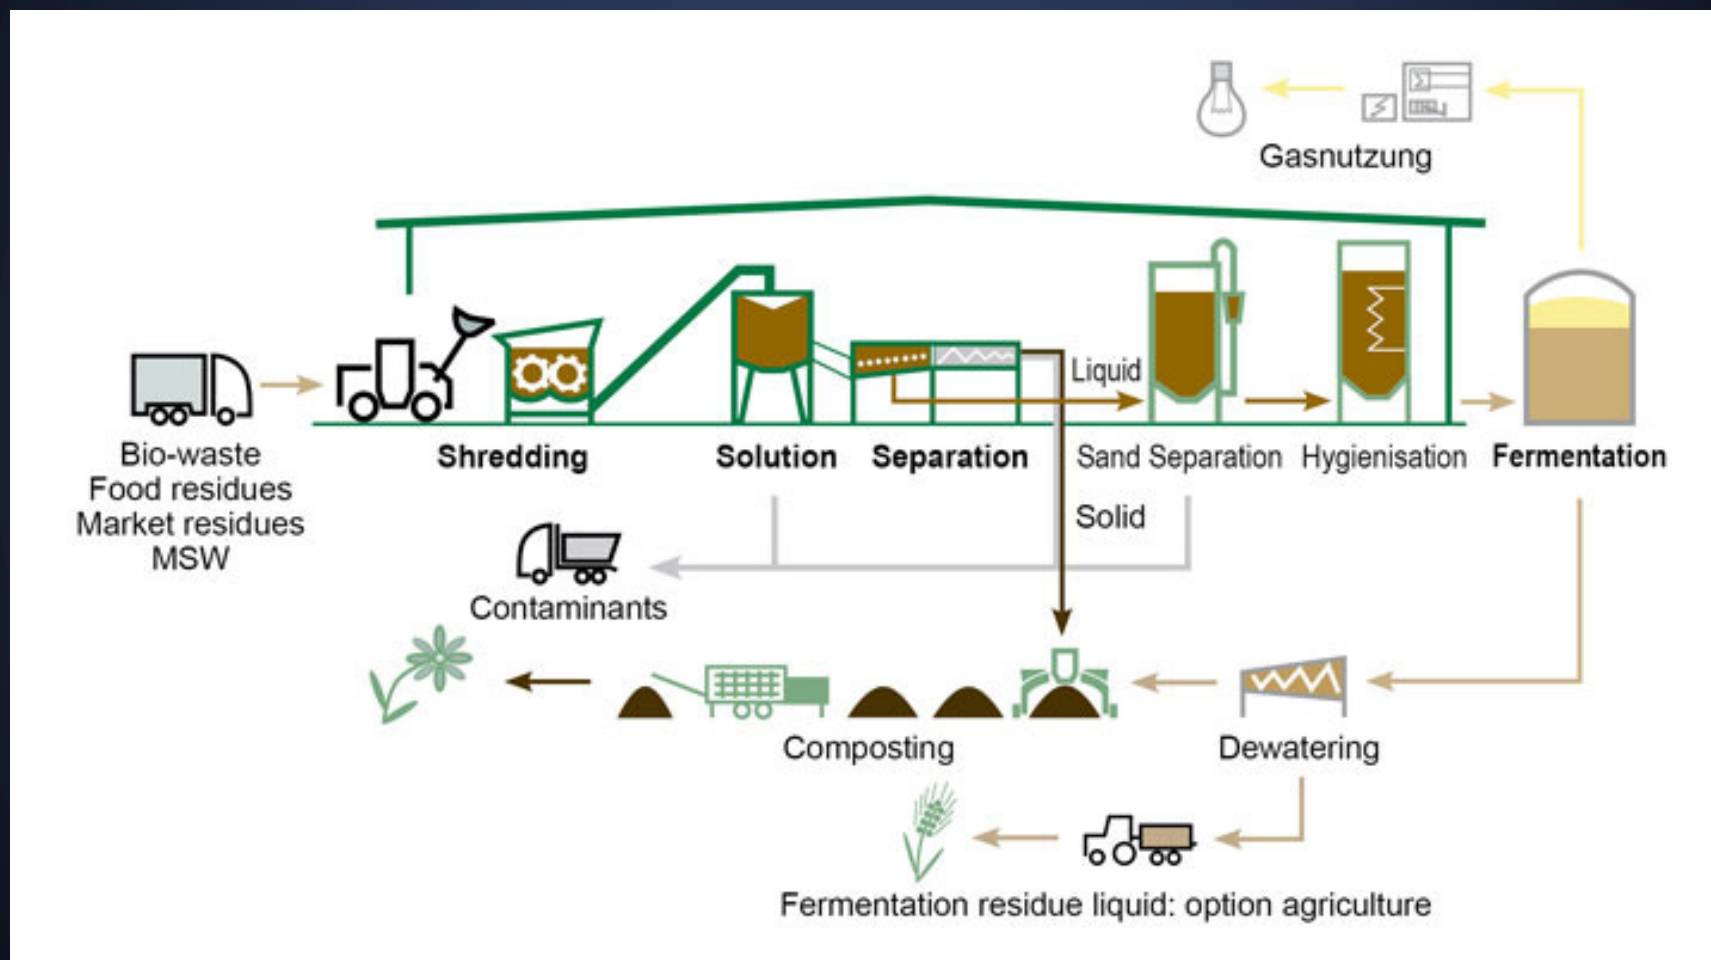 Gasnutzung
Liquid
Bio-waste
Food residues
Market residues
MSW
Shredding
Solution
Separation
Sand Separation
Hygienisation
Fermentation
Solid
Contaminants
Composting
Dewatering
Fermentation residue liquid: option agriculture